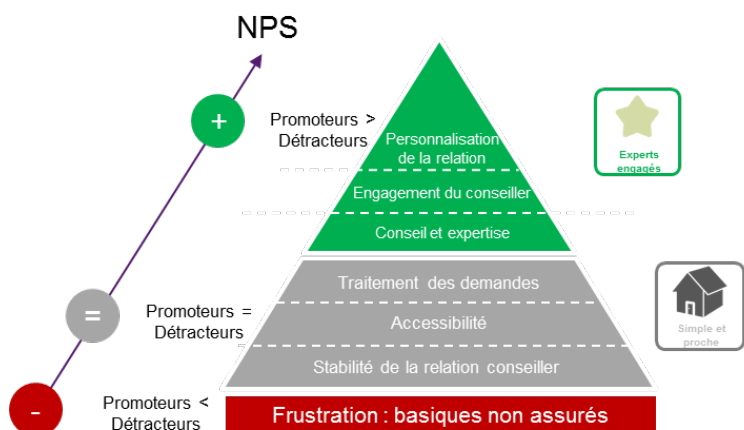 NPS
+
Promoteurs >
Détracteurs
Personnalisation
de la relation
Experts
engagés
Engagement du conseiller
Conseil et expertise
Traitement des demandes
=
Promoteurs =
Détracteurs
Accessibilité
Simple et
proche
Stabilité de la relation conseiller
-
Promoteurs <
Détracteurs
Frustration : basiques non assurés